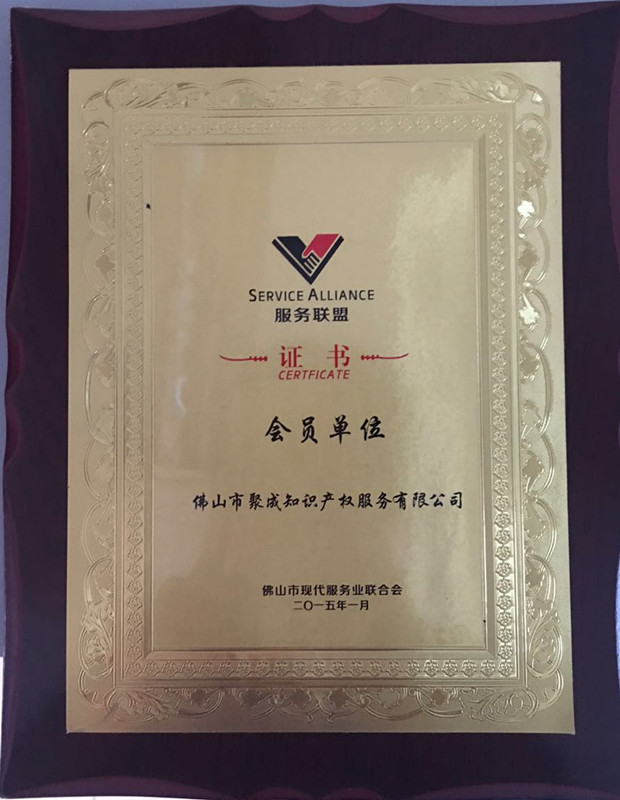 SERVICE ALLIANCE
服务联盟
证书
CERTFICATE
会员单位
佛山市聚成知识产权服务有限公司
佛山市现代服务业联合会
二〇一五年一月